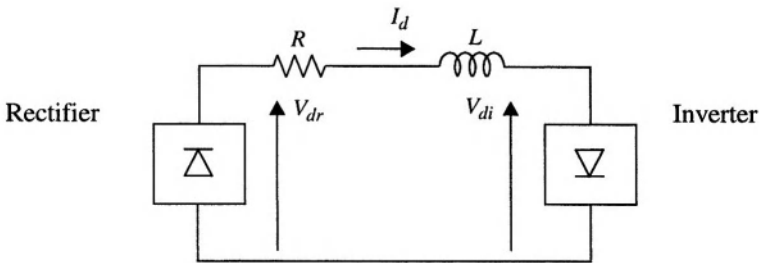 I_d
R
L
V_dr
V_di
Rectifier
Inverter